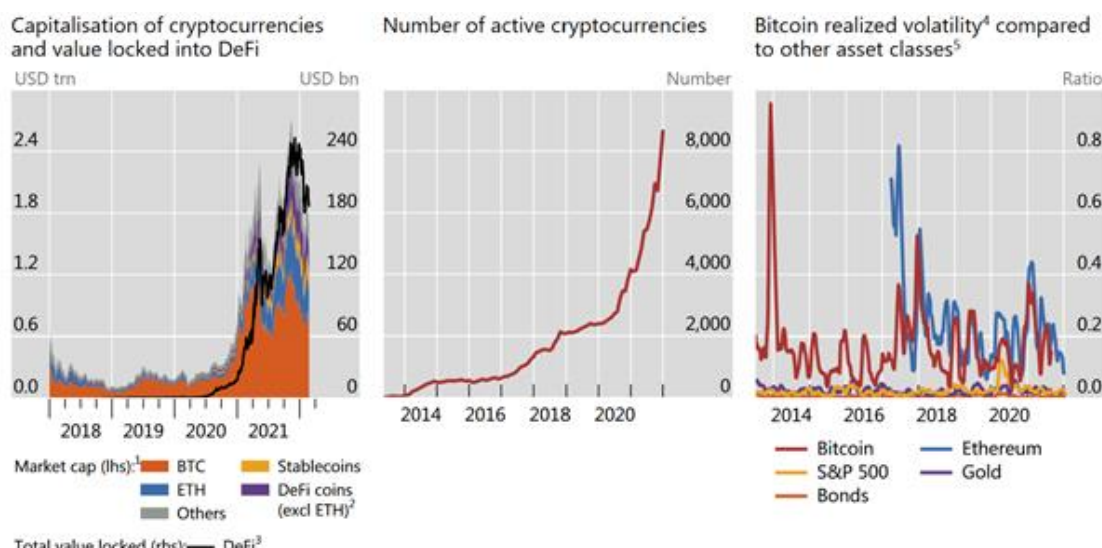 Capitalisation of cryptocurrencies
and value locked into DeFi
USD trn USD bn
2.4 240
1.8 180
1.2 120
0.6 60
0.0 0
2018 2019 2020 2021
Market cap (lhs):1 BTC Stablecoins
ETH DeFi coins
Others (excl ETH)2
Total value locked (rhs): DeFi3
Number of active cryptocurrencies
Number
8,000
6,000
4,000
2,000
0
2014 2016 2018 2020
Bitcoin realized volatility4 compared
to other asset classes5
Ratio
0.8
0.6
0.4
0.2
0.0
2014 2016 2018 2020
Bitcoin Ethereum
S&P 500 Gold
Bonds